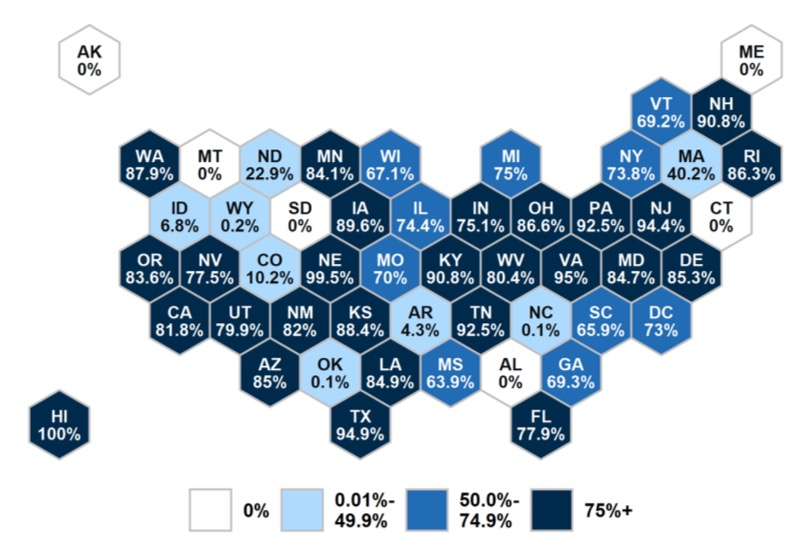 AK
0%
ME
0%
VT
69.2%
NH
90.8%
WA
87.9%
MT
0%
ND
22.9%
MN
84.1%
WI
67.1%
MI
75%
NY
73.8%
MA
40.2%
RI
86.3%
ID
6.8%
WY
0.2%
SD
0%
IA
89.6%
IL
74.4%
IN
75.1%
OH
86.6%
PA
92.5%
NJ
94.4%
CT
0%
OR
83.6%
NV
77.5%
CO
10.2%
NE
99.5%
MO
70%
KY
90.8%
WV
80.4%
VA
95%
MD
84.7%
DE
85.3%
CA
81.8%
UT
79.9%
NM
82%
KS
88.4%
AR
4.3%
TN
92.5%
NC
0.1%
SC
65.9%
DC
73%
AZ
85%
OK
0.1%
LA
84.9%
MS
63.9%
AL
0%
GA
69.3%
HI
100%
TX
94.9%
FL
77.9%
0%
0.01%-
49.9%
50.0%-
74.9%
75%+